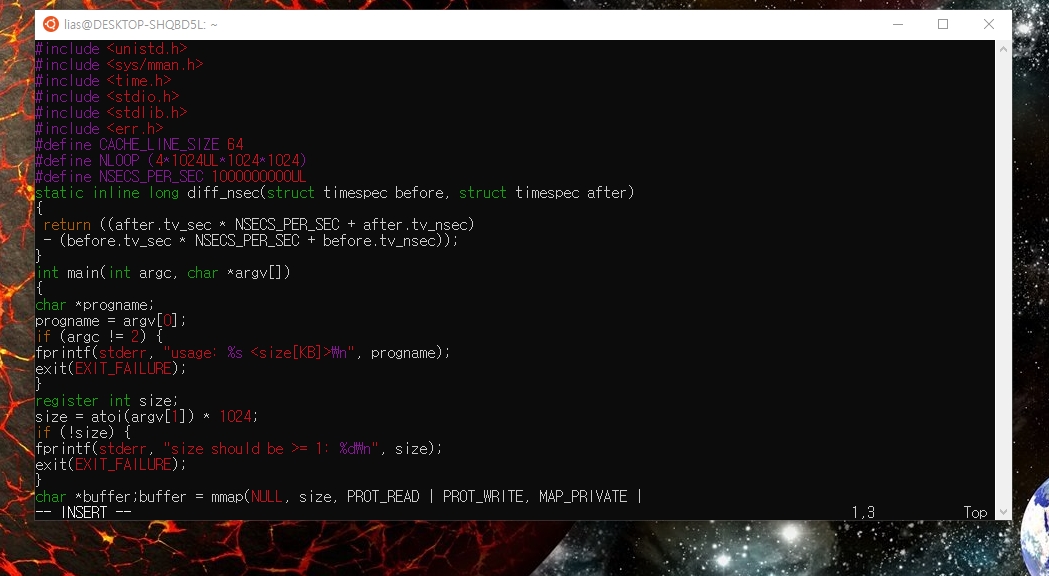 lias@DESKTOP-SHQBD5L: ~
#include <unistd.h>
#include <sys/mman.h>
#include <time.h>
#include <stdio.h>
#include <stdlib.h>
#include <err.h>
#define CACHE_LINE_SIZE 64
#define NLOOP (4*1024UL*1024*1024)
#define NSECS_PER_SEC 1000000000UL
static inline long diff_nsec(struct timespec before, struct timespec after)
{
 return ((after.tv_sec * NSECS_PER_SEC + after.tv_nsec)
 - (before.tv_sec * NSECS_PER_SEC + before.tv_nsec));
}
int main(int argc, char *argv[])
{
char *progname;
progname = argv[0];
if (argc != 2) {
fprintf(stderr, "usage: %s <size[KB]>₩n", progname);
exit(EXIT_FAILURE);
}
register int size;
size = atoi(argv[1]) * 1024;
if (!size) {
fprintf(stderr, "size should be >= 1: %d₩n", size);
exit(EXIT_FAILURE);
}
char *buffer;buffer = mmap(NULL, size, PROT_READ | PROT_WRITE, MAP_PRIVATE |
-- INSERT -- 1,3 Top